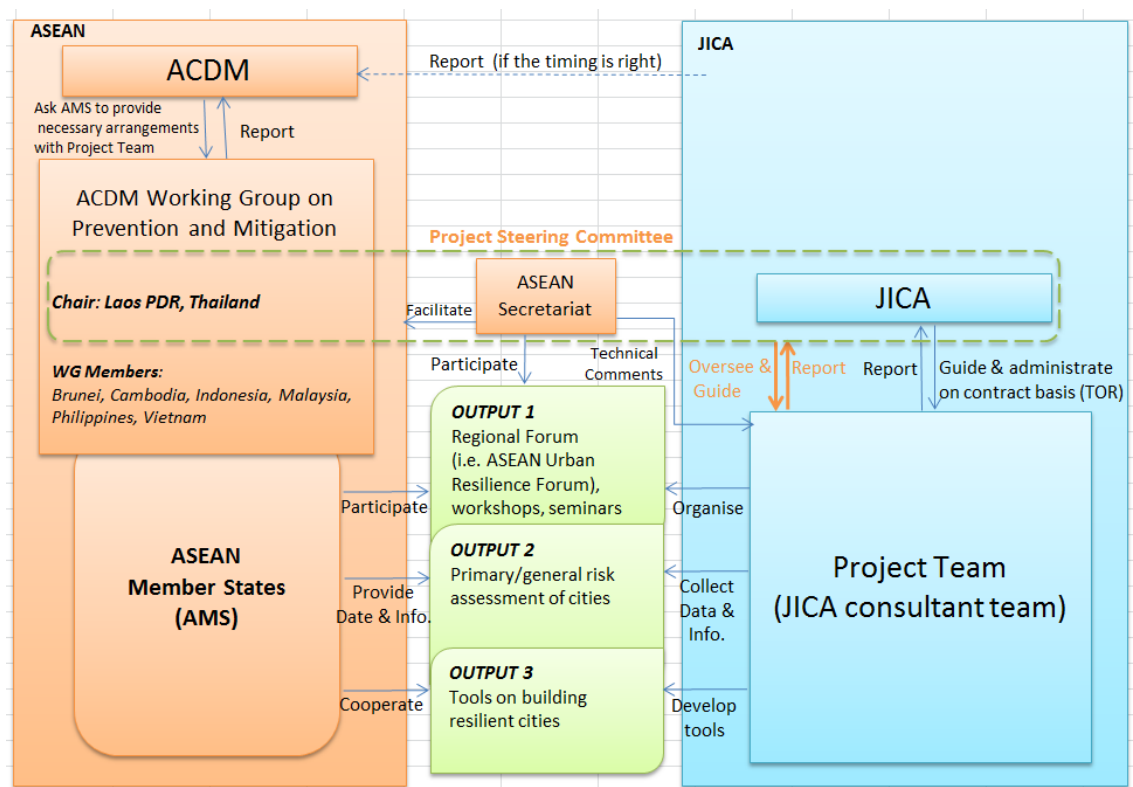 ASEAN
ACDM
Ask AMS to provide
necessary arrangements
with Project Team
Report
ACDM Working Group on
Prevention and Mitigation
Chair: Laos PDR, Thailand
WG Members:
Brunei, Cambodia, Indonesia, Malaysia,
Philippines, Vietnam
ASEAN
Member States
(AMS)
Report (if the timing is right)
Project Steering Committee
ASEAN
Secretariat
Facilitate
Participate
Technical
Comments
OUTPUT 1
Regional Forum
(i.e. ASEAN Urban
Resilience Forum),
workshops, seminars
Participate
Organise
OUTPUT 2
Primary/general risk
assessment of cities
Provide
Date & Info.
Collect
Data &
Info.
OUTPUT 3
Tools on building
resilient cities
Cooperate
Develop
tools
JICA
JICA
Oversee &
Guide
Report
Report
Guide & administrate
on contract basis (TOR)
Project Team
(JICA consultant team)